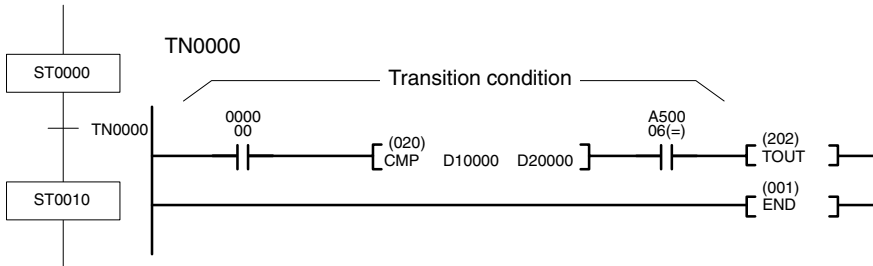 TN0000
ST0000
Transition condition
TN0000
0000
00
(020)
CMP D10000 D20000
A500
06(=)
(202)
TOUT
ST0010
(001)
END